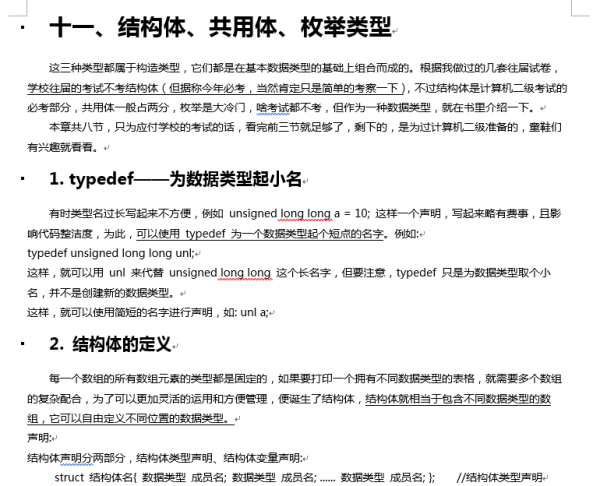 十一、结构体、共用体、枚举类型
这三种类型都属于构造类型，它们都是在基本数据类型的基础上组合而成的。根据我做过的几套往届试卷，
学校往届的考试不考结构体（但据称今年必考，当然肯定只是简单的考察一下），不过结构体是计算机二级考试的
必考部分，共用体一般占两分，枚举是大冷门，啥考试都不考，但作为一种数据类型，就在书里介绍一下。
本章共八节，只为应付学校的考试的话，看完前三节就足够了，剩下的，是为过计算机二级准备的，童鞋们
有兴趣就看看。
1. typedef——为数据类型起小名
有时类型名过长写起来不方便，例如 unsigned long long a = 10; 这样一个声明，写起来略有费事，且影
响代码整洁度，为此，可以使用 typedef 为一个数据类型起个短点的名字。例如:
typedef unsigned long long unl;
这样，就可以用 unl 来代替 unsigned long long 这个长名字，但要注意，typedef 只是为数据类型取个小
名，并不是创建新的数据类型。
这样，就可以使用简短的名字进行声明，如: unl a;
2. 结构体的定义
每一个数组的所有数组元素的类型都是固定的，如果要打印一个拥有不同数据类型的表格，就需要多个数组
的复杂配合，为了可以更加灵活的运用和方便管理，便诞生了结构体，结构体就相当于包含不同数据类型的数
组，它可以自由定义不同位置的数据类型。
声明:
结构体声明分两部分，结构体类型声明、结构体变量声明:
struct 结构体名{ 数据类型 成员名; 数据类型 成员名; ...... 数据类型 成员名; }; //结构体类型声明